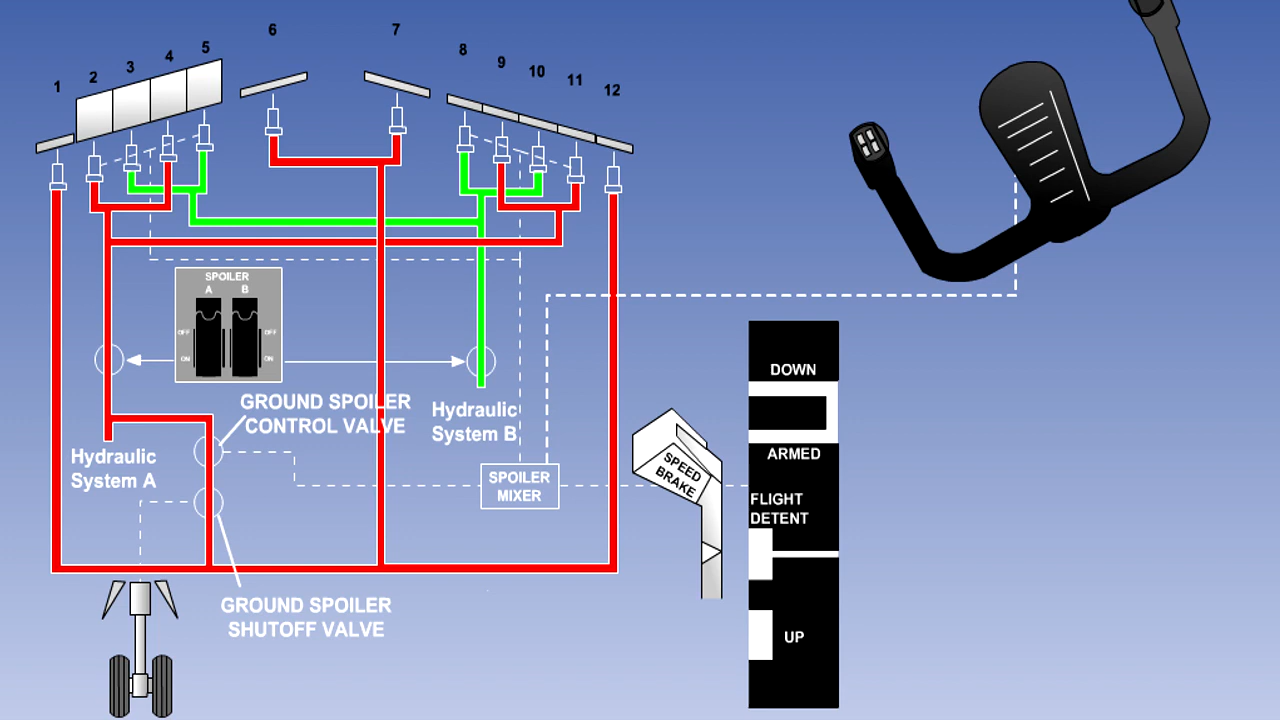 1
2
3
4
5
6
7
8
9
10
11
12
SPOILER
A B
OFF OFF
ON ON
GROUND SPOILER
CONTROL VALVE
Hydraulic
System B
Hydraulic
System A
SPOILER
MIXER
GROUND SPOILER
SHUTOFF VALVE
SPEED
BRAKE
DOWN
ARMED
FLIGHT
DETENT
UP